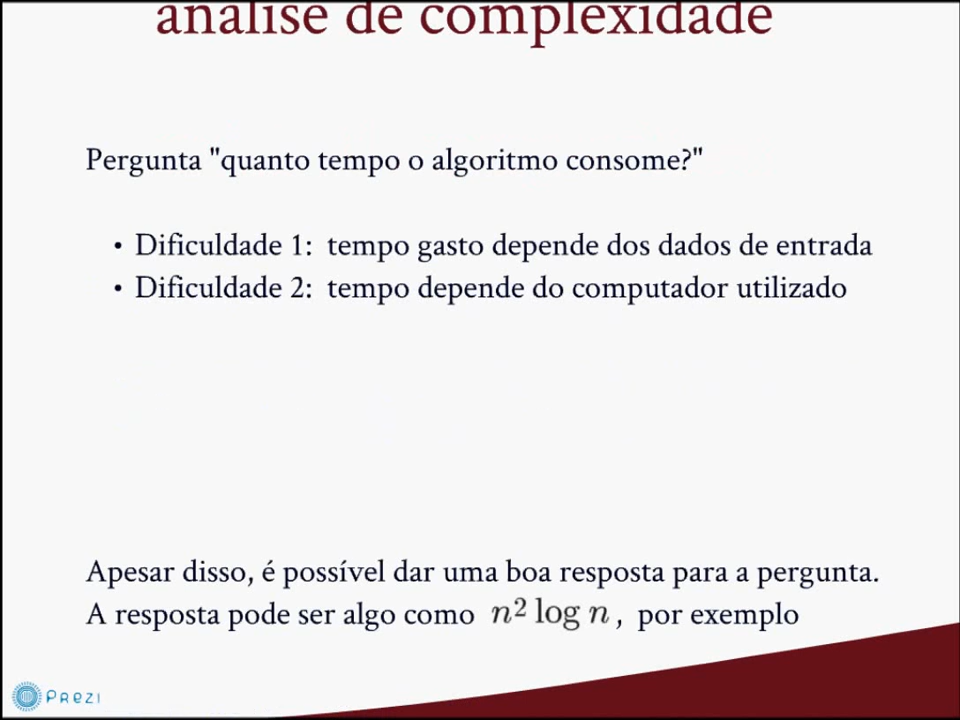 análise de complexidade
Pergunta "quanto tempo o algoritmo consome?"
• Dificuldade 1: tempo gasto depende dos dados de entrada
• Dificuldade 2: tempo depende do computador utilizado
Apesar disso, é possível dar uma boa resposta para a pergunta.
A resposta pode ser algo como n² log n , por exemplo
Prezi